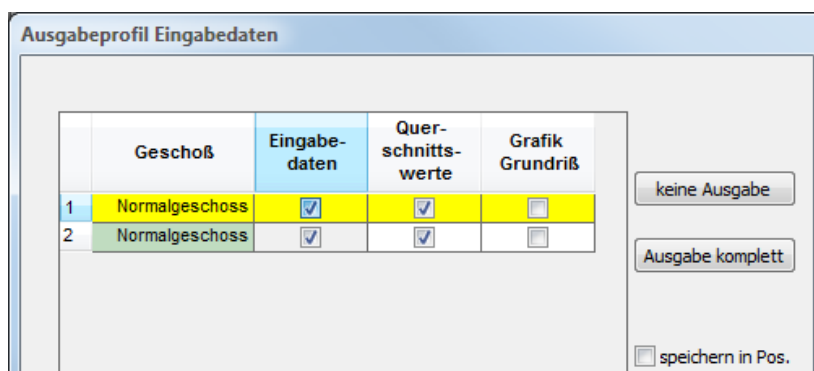 Ausgabeprofil Eingabedaten
Geschoß
Eingabe-
daten
Quer-
schnitts-
werte
Grafik
Grundriß
1 Normalgeschoss
2 Normalgeschoss
keine Ausgabe
Ausgabe komplett
speichern in Pos.